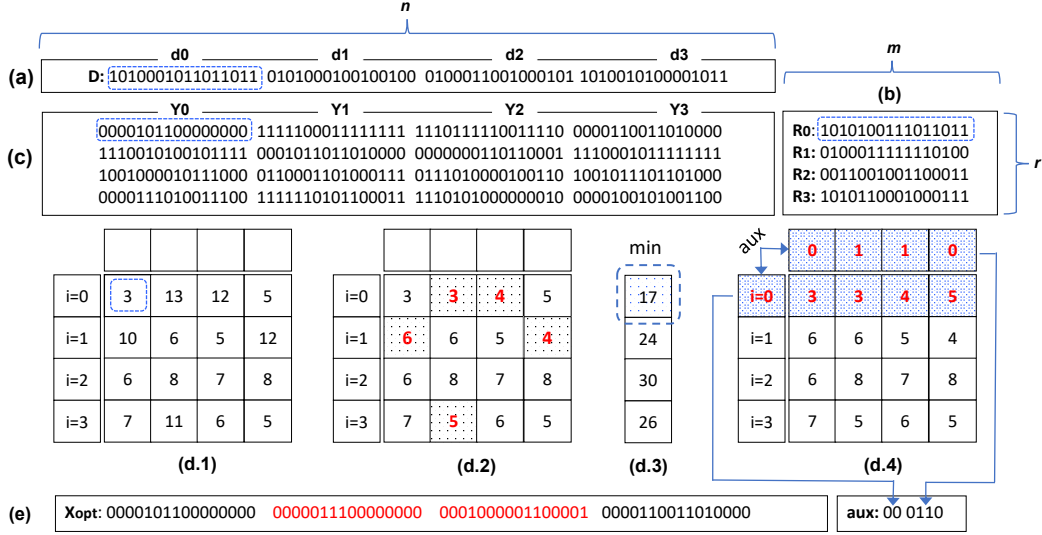 n
d0 d1 d2 d3
m
(a) D: 1010001011011011 0101000100100100 0100011001000101 1010010100001011
(b)
Y0 Y1 Y2 Y3
(c)
0000101100000000 1111100011111111 1110111110011110 0000110011010000
1110010100101111 0001011011010000 0000000110110001 1110001011111111
1001000010111000 0110001101000111 0111010000100110 1001011101101000
0000111010011100 1111110101100011 1110101000000010 0000100101001100
R0: 1010100111011011
R1: 0100011111110100
R2: 0011001001100011
R3: 1010110001000111
r
i=0 3 13 12 5
i=1 10 6 5 12
i=2 6 8 7 8
i=3 7 11 6 5
(d.1)
i=0 3 3 4 5
i=1 6 6 5 4
i=2 6 8 7 8
i=3 7 5 6 5
(d.2)
min
17
24
30
26
(d.3)
aux
0 1 1 0
i=0 3 3 4 5
i=1 6 6 5 4
i=2 6 8 7 8
i=3 7 5 6 5
(d.4)
(e) Xopt: 0000101100000000 0000011100000000 0001000001100001 0000110011010000
aux: 00 0110